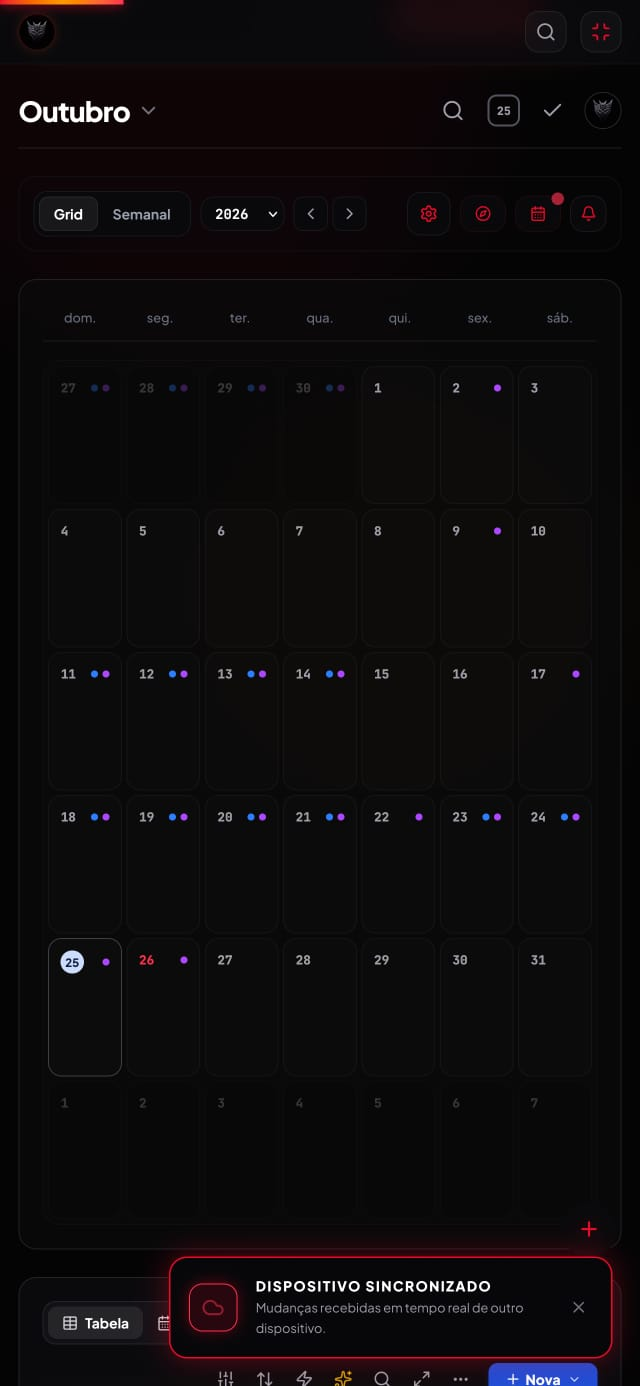 Outubro
25
Grid Semanal 2026
dom. seg. ter. qua. qui. sex. sáb.
27 28 29 30 1 2 3
4 5 6 7 8 9 10
11 12 13 14 15 16 17
18 19 20 21 22 23 24
25 26 27 28 29 30 31
1 2 3 4 5 6 7
DISPOSITIVO SINCRONIZADO
Mudanças recebidas em tempo real de outro
dispositivo.
Tabela
Nova